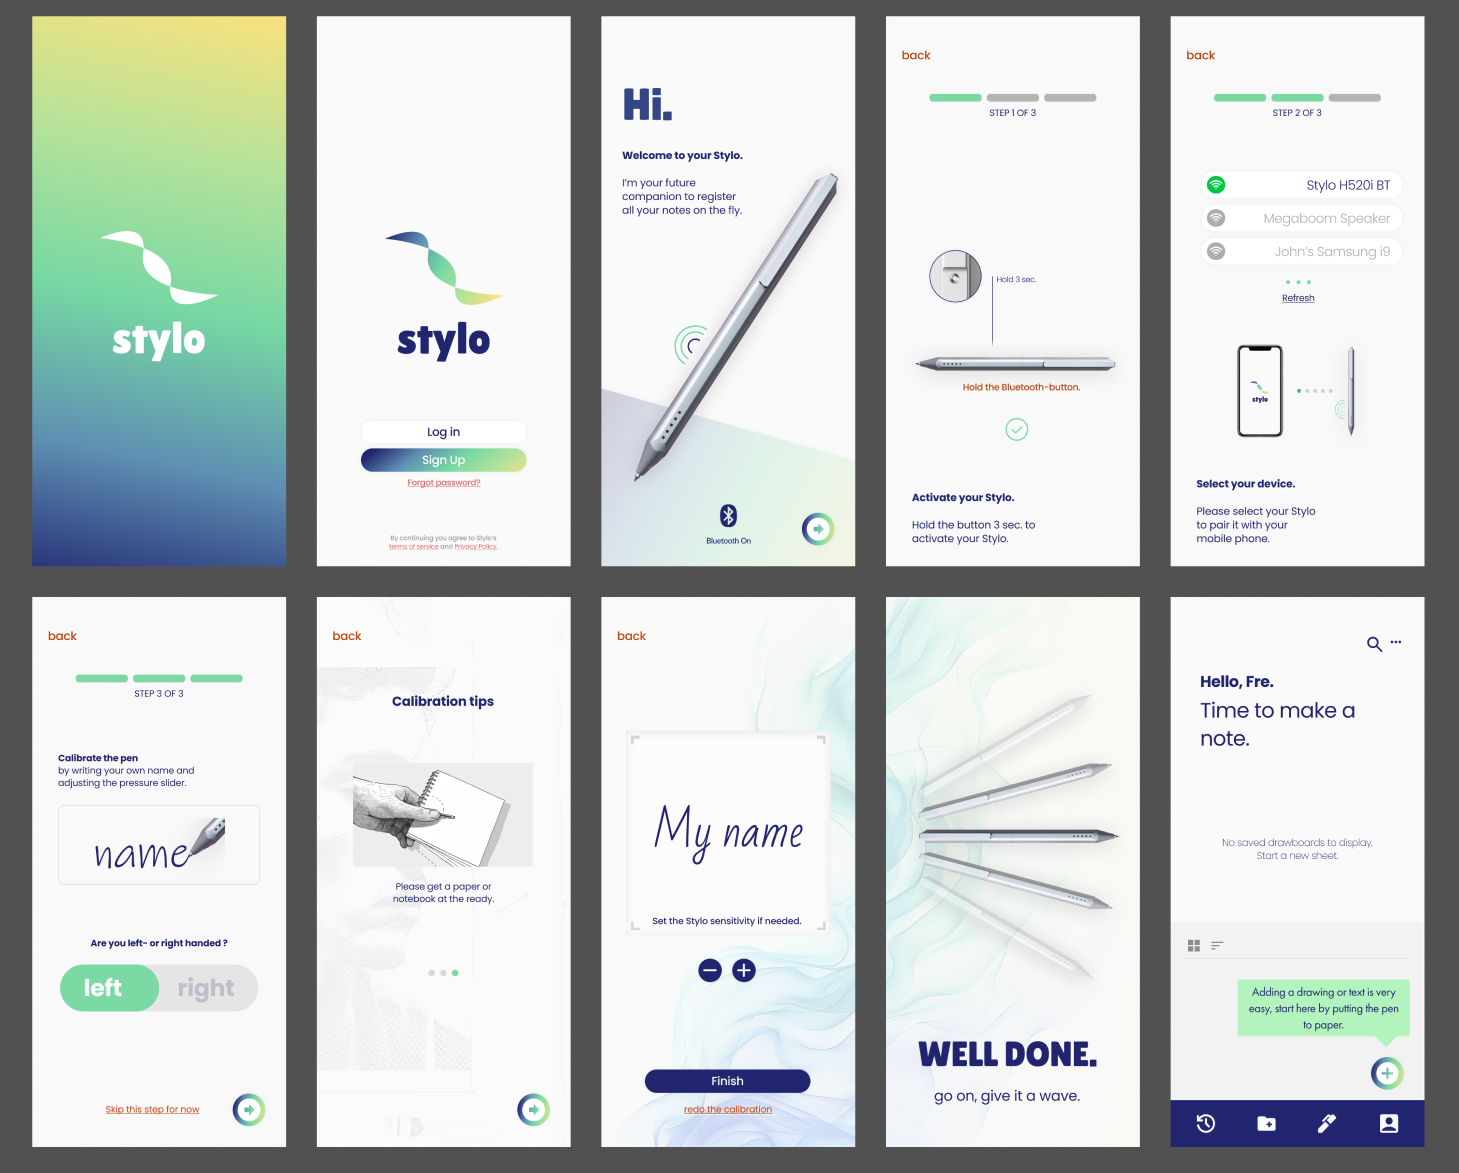 stylo
stylo
Log in
Sign Up
Forgot password?
By continuing you agree to Stylo's
terms of service and Privacy Policy.
Hi.
Welcome to your Stylo.
I'm your future
companion to register
all your notes on the fly.
Bluetooth On
back
STEP 1 OF 3
Hold 3 sec.
Hold the Bluetooth-button.
Activate your Stylo.
Hold the button 3 sec. to
activate your Stylo.
back
STEP 2 OF 3
Stylo H520i BT
Megaboom Speaker
John's Samsung i9
Refresh
stylo
Select your device.
Please select your Stylo
to pair it with your
mobile phone.
back
STEP 3 OF 3
Calibrate the pen
by writing your own name and
adjusting the pressure slider.
name
Are you left- or right handed ?
left right
Skip this step for now
back
Calibration tips
Please get a paper or
notebook at the ready.
back
My name
Set the Stylo sensitivity if needed.
Finish
redo the calibration
WELL DONE.
go on, give it a wave.
Hello, Fre.
Time to make a
note.
No saved drawboards to display.
Start a new sheet.
Adding a drawing or text is very
easy, start here by putting the pen
to paper.